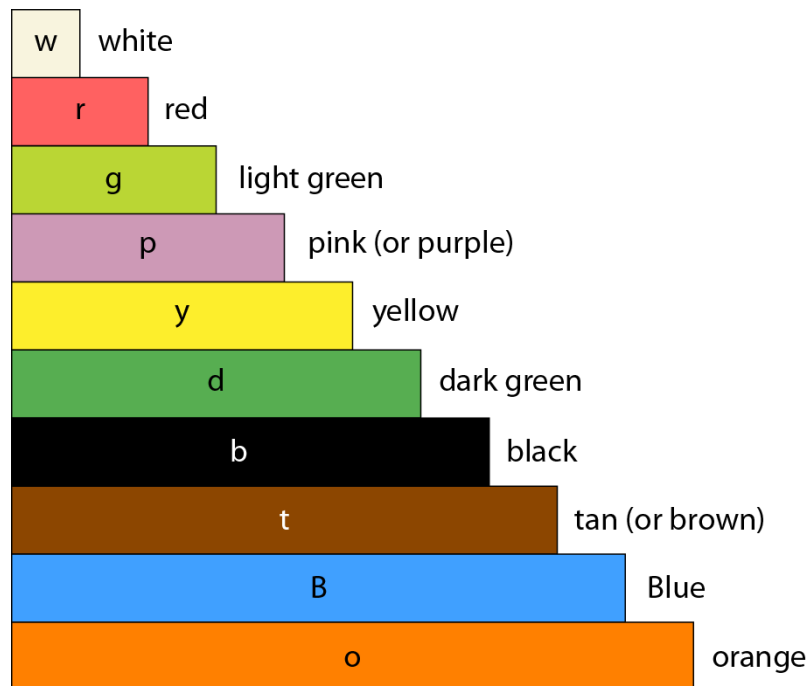 w white
r red
g light green
p pink (or purple)
y yellow
d dark green
b black
t tan (or brown)
B Blue
o orange